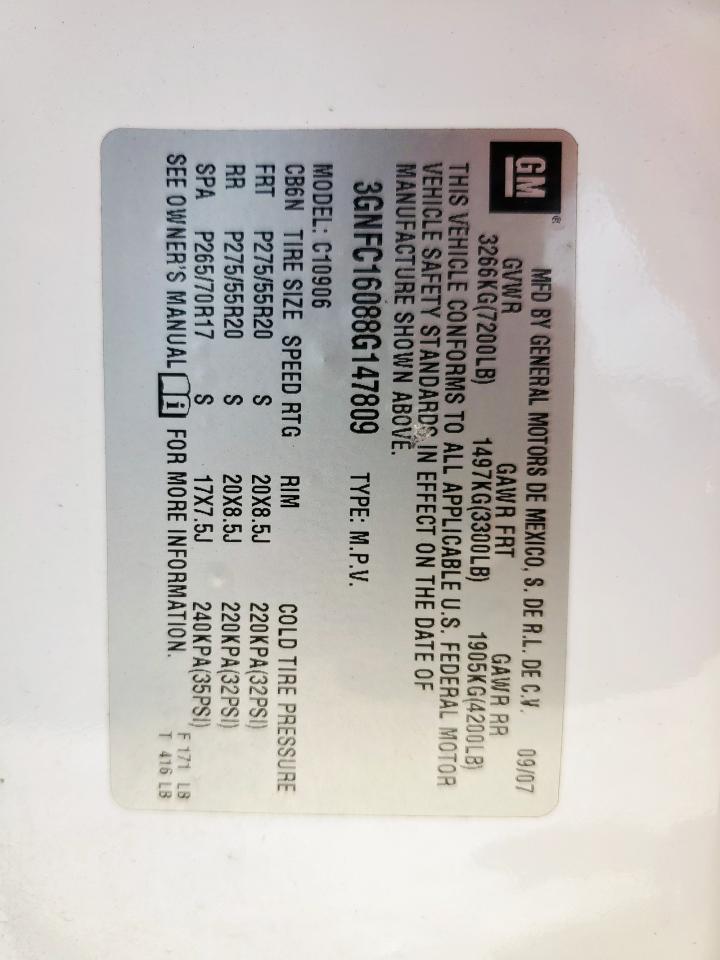 GM ® MFD BY GENERAL MOTORS DE MEXICO, S. DE R.L. DE C.V. 09/07
GVWR GAWR FRT GAWR RR
3266KG(7200LB) 1497KG(3300LB) 1905KG(4200LB)
THIS VEHICLE CONFORMS TO ALL APPLICABLE U.S. FEDERAL MOTOR
VEHICLE SAFETY STANDARDS IN EFFECT ON THE DATE OF
MANUFACTURE SHOWN ABOVE.
3GNFC16088G147809 TYPE: M.P.V.
MODEL: C10906
CB6N TIRE SIZE SPEED RTG RIM COLD TIRE PRESSURE
FRT P275/55R20 S 20X8.5J 220KPA(32PSI)
RR P275/55R20 S 20X8.5J 220KPA(32PSI)
SPA P265/70R17 S 17X7.5J 240KPA(35PSI)
SEE OWNER'S MANUAL i FOR MORE INFORMATION.
F 171 LB
T 416 LB